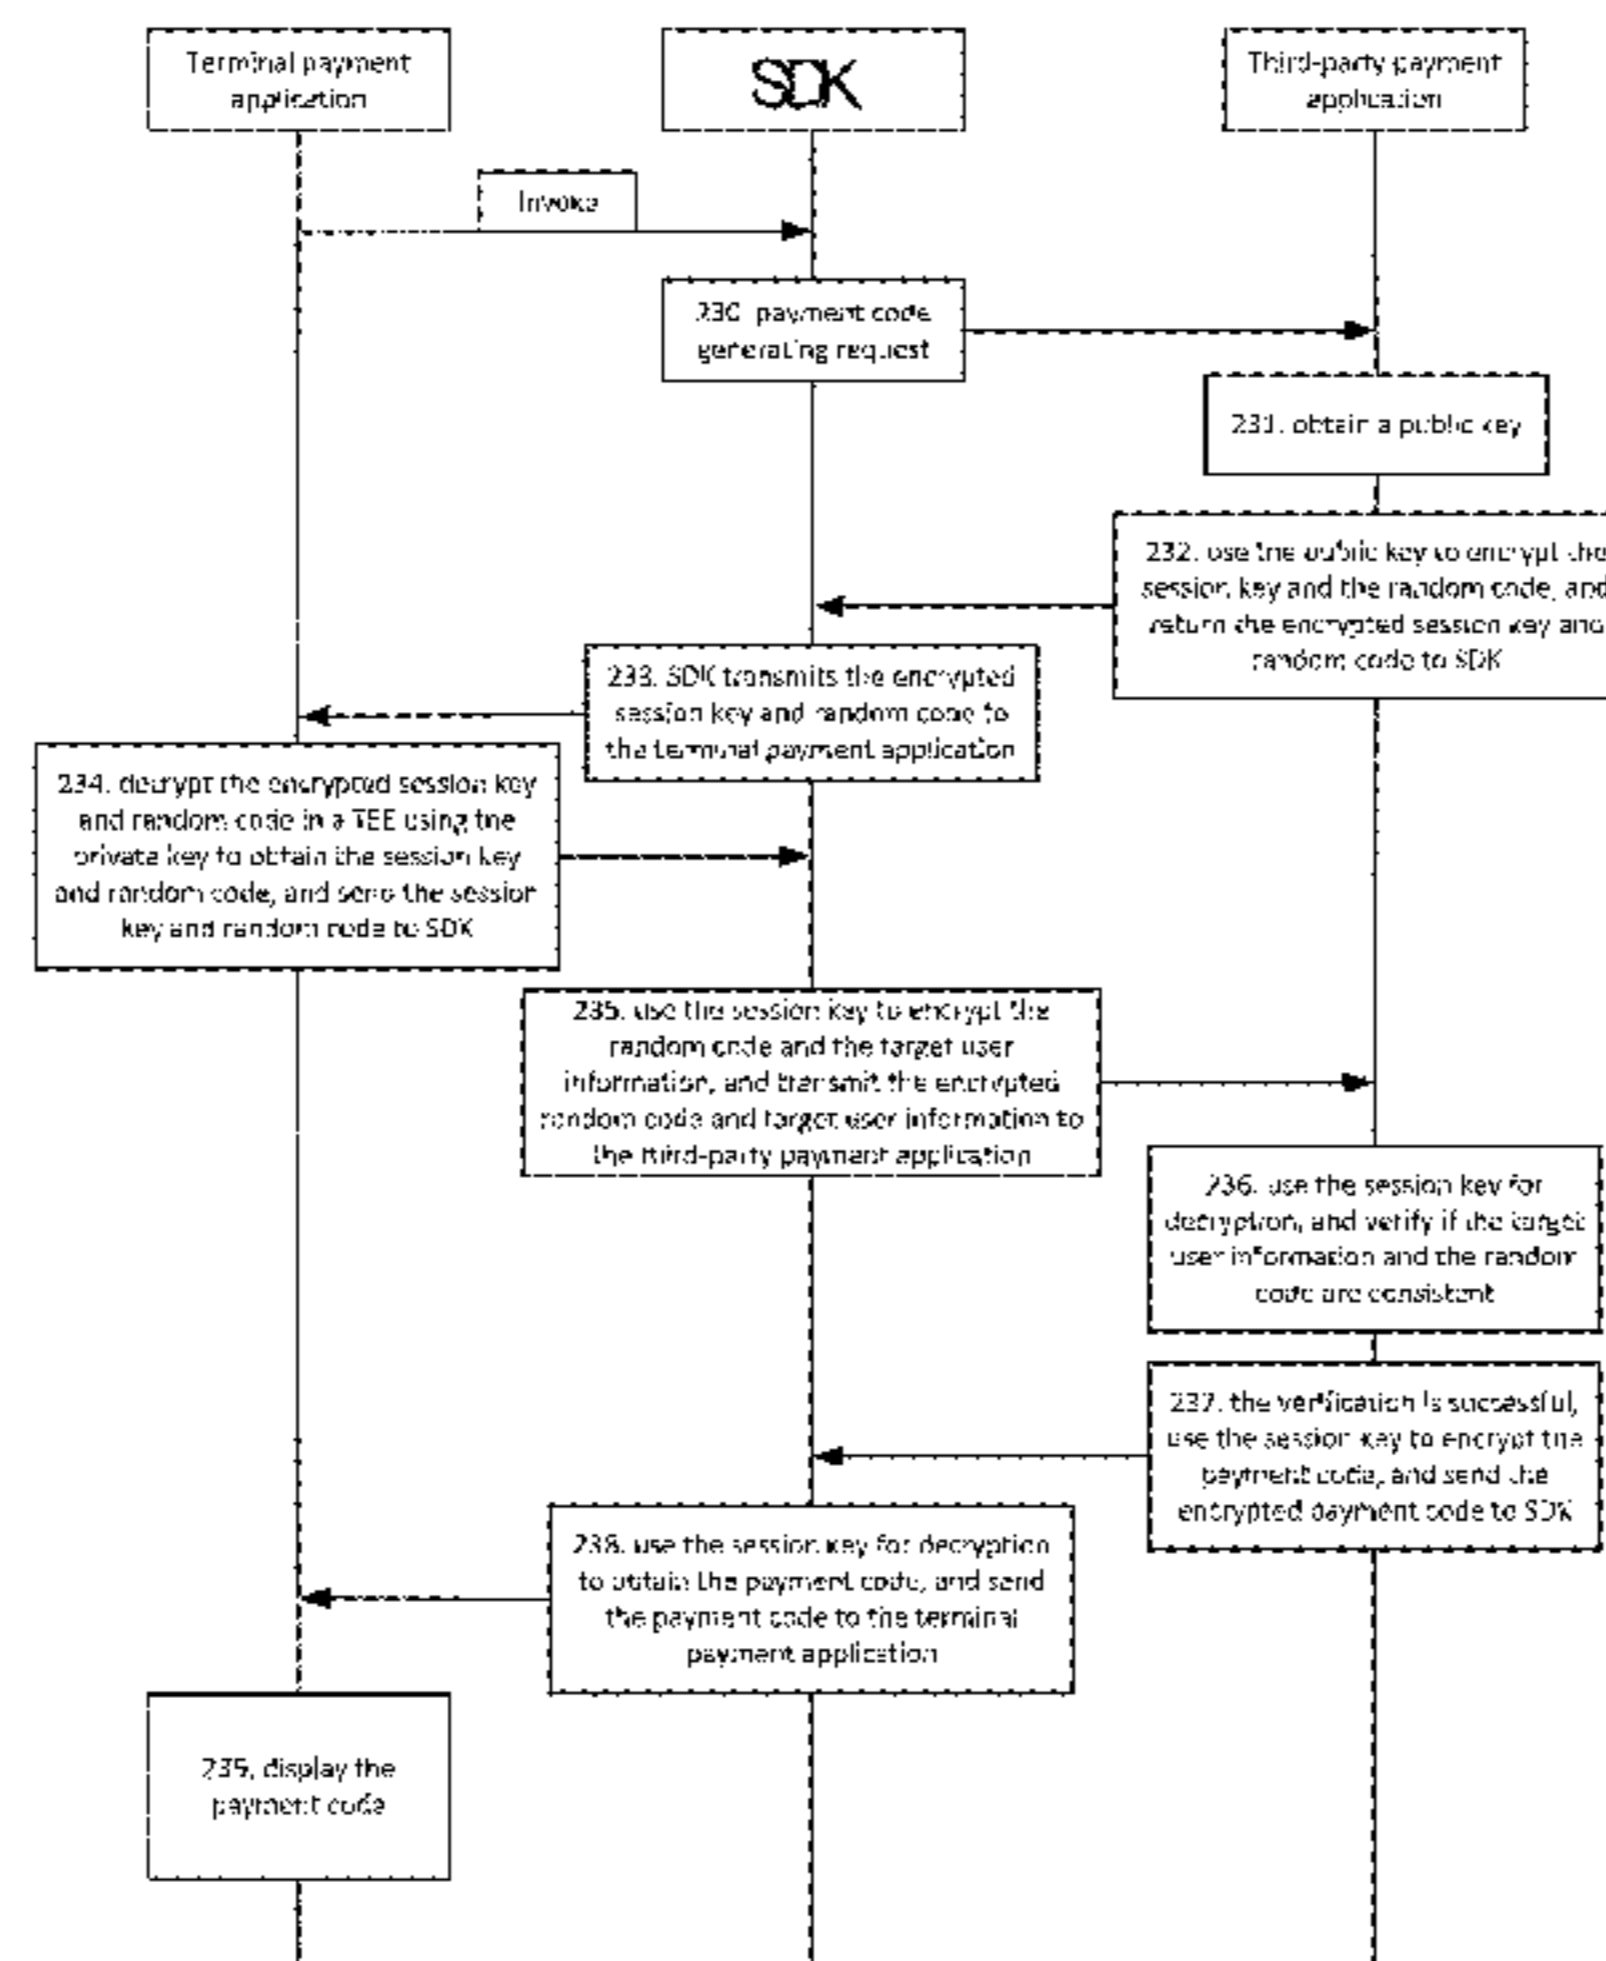 Terminal payment
application
SDK
Third-party payment
application
Invoke
230. payment code
generating request
231. obtain a public key
232. use the public key to encrypt the
session key and the random code, and
return the encrypted session key and
random code to SDK
233. SDK transmits the encrypted
session key and random code to
the terminal payment application
234. decrypt the encrypted session key
and random code in a TEE using the
private key to obtain the session key
and random code, and send the session
key and random code to SDK
235. use the session key to encrypt the
random code and the target user
information, and transmit the encrypted
random code and target user information to
the third-party payment application
236. use the session key for
decryption, and verify if the target
user information and the random
code are consistent
237. the verification is successful,
use the session key to encrypt the
payment code, and send the
encrypted payment code to SDK
238. use the session key for decryption
to obtain the payment code, and send
the payment code to the terminal
payment application
239. display the
payment code